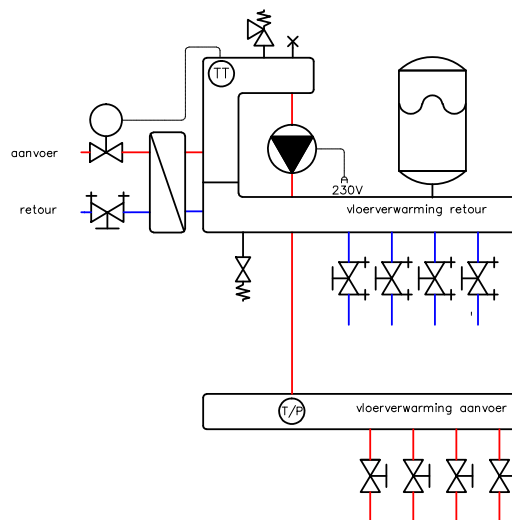 TT
aanvoer
230V
retour
vloerverwarming retour
T/P
vloerverwarming aanvoer